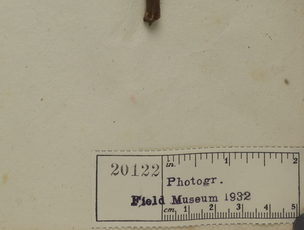 20122
in. 1 2
Photogr.
Field Museum 1932
cm. 1 2 3 4 5